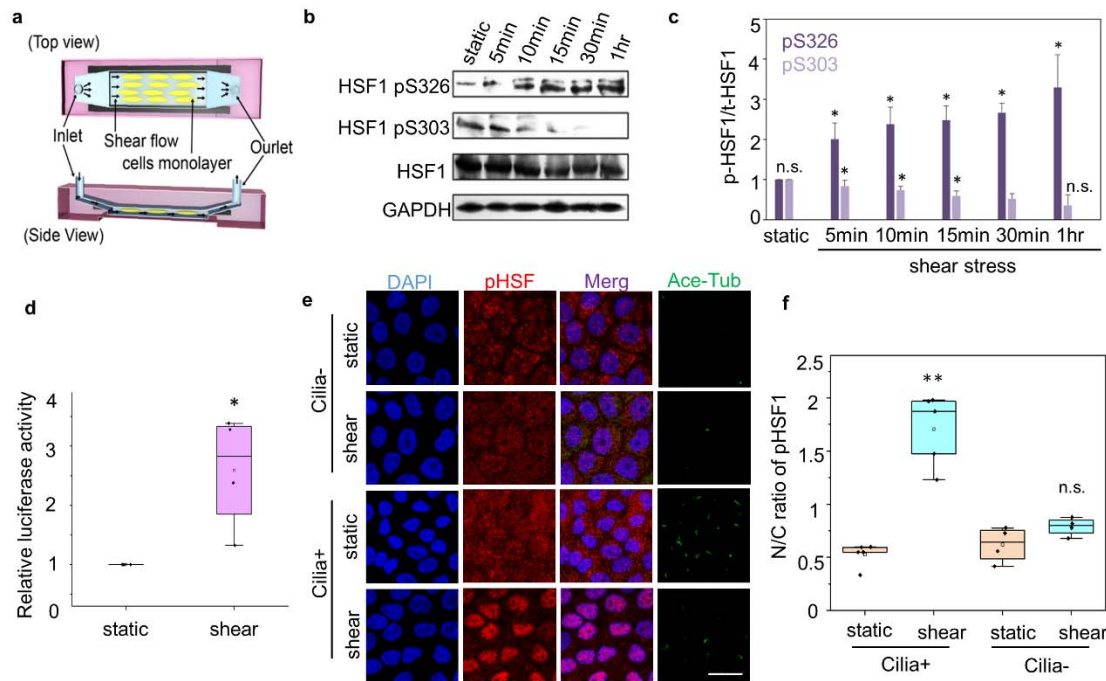 a
(Top view)
Inlet
Shear flow
cells monolayer
Ourlet
(Side View)
b
static
5min
10min
15min
30min
1hr
HSF1 pS326
HSF1 pS303
HSF1
GAPDH
c
pS326
pS303
p-HSF1/t-HSF1
5
4
3
2
1
0
n.s.
*
*
*
*
*
*
*
*
n.s.
static
5min
10min
15min
30min
1hr
shear stress
d
Relative luciferase activity
4
3
2
1
0
*
static
shear
e
DAPI
pHSF
Merg
Ace-Tub
Cilia-
static
shear
Cilia+
static
shear
f
N/C ratio of pHSF1
2
1.5
1
0.5
0
**
n.s.
static
shear
static
shear
Cilia+
Cilia-